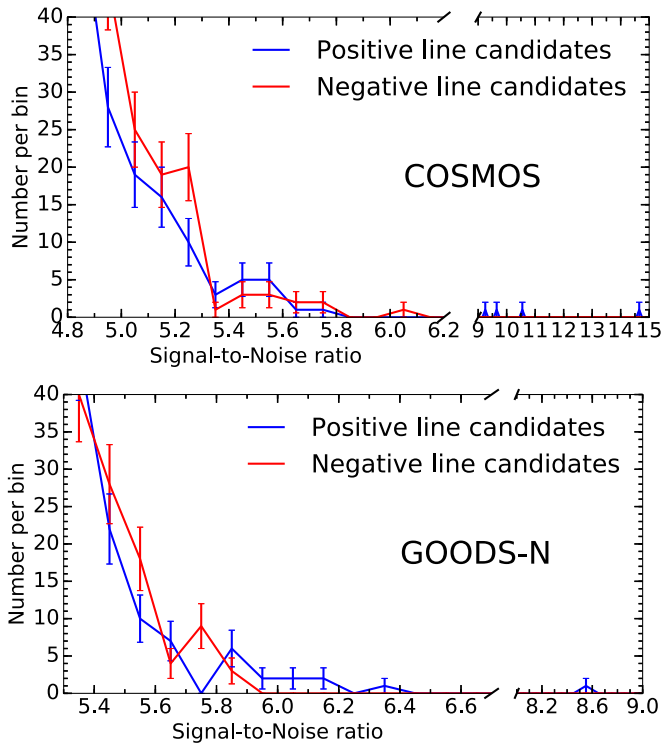 40
35
30
25
20
15
10
5
0
Number per bin
Positive line candidates
Negative line candidates
COSMOS
4.8 5.0 5.2 5.4 5.6 5.8 6.0 6.2 9 10 11 12 13 14 15
Signal-to-Noise ratio
40
35
30
25
20
15
10
5
0
Number per bin
Positive line candidates
Negative line candidates
GOODS-N
5.4 5.6 5.8 6.0 6.2 6.4 6.6 8.2 8.4 8.6 8.8 9.0
Signal-to-Noise ratio